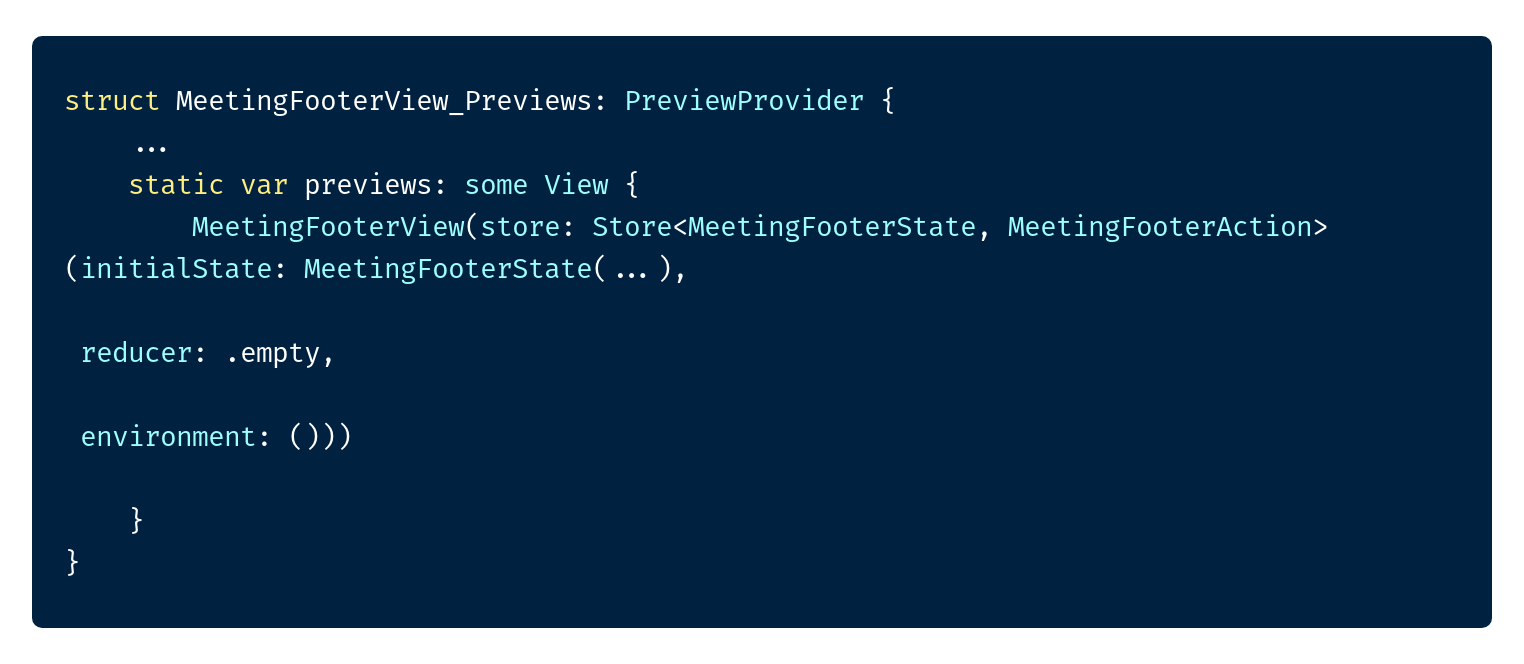 struct MeetingFooterView_Previews: PreviewProvider {
    ...
    static var previews: some View {
        MeetingFooterView(store: Store<MeetingFooterState, MeetingFooterAction>
(initialState: MeetingFooterState(...),
 reducer: .empty,
 environment: ()))
    }
}